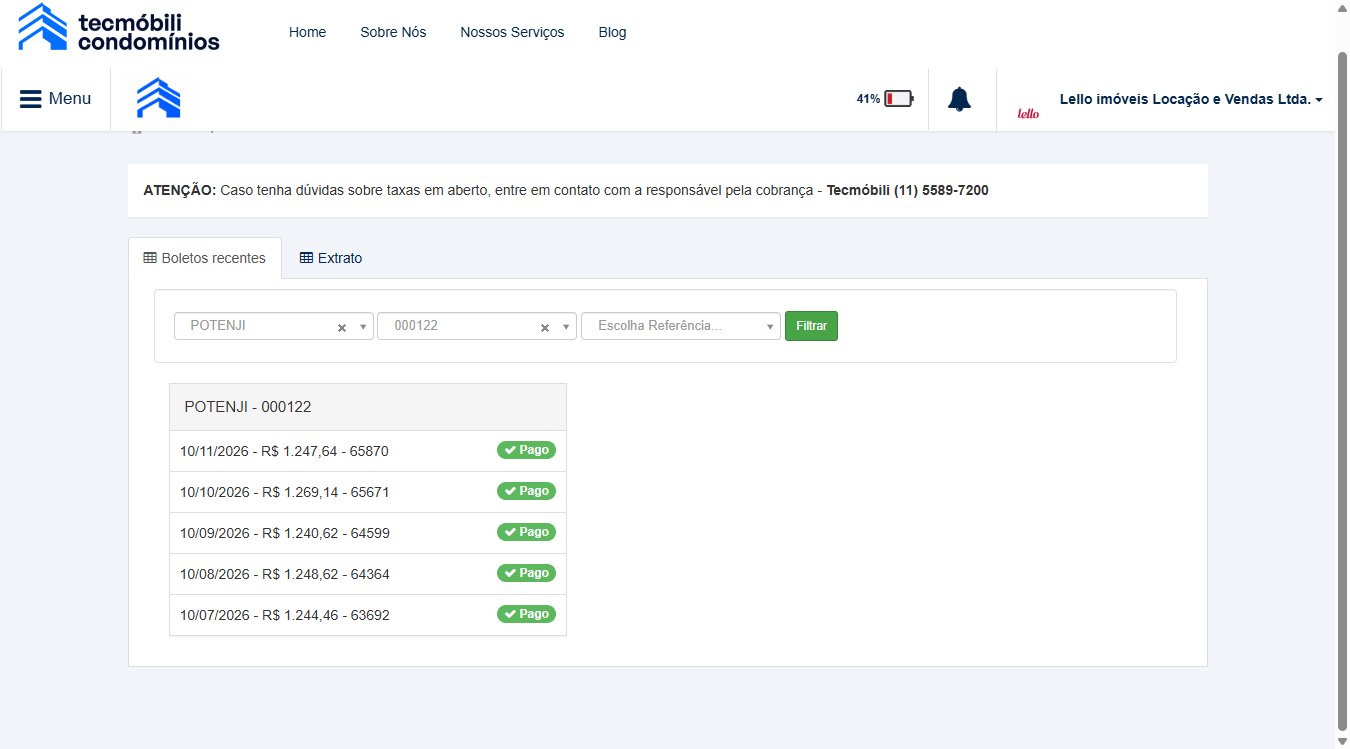 tecmóbili
condomínios
Home Sobre Nós Nossos Serviços Blog
Menu
41%
lello
Lello imóveis Locação e Vendas Ltda.
ATENÇÃO: Caso tenha dúvidas sobre taxas em aberto, entre em contato com a responsável pela cobrança - Tecmóbili (11) 5589-7200
Boletos recentes Extrato
POTENJI × 000122 × Escolha Referência... Filtrar
POTENJI - 000122
10/11/2026 - R$ 1.247,64 - 65870 Pago
10/10/2026 - R$ 1.269,14 - 65671 Pago
10/09/2026 - R$ 1.240,62 - 64599 Pago
10/08/2026 - R$ 1.248,62 - 64364 Pago
10/07/2026 - R$ 1.244,46 - 63692 Pago